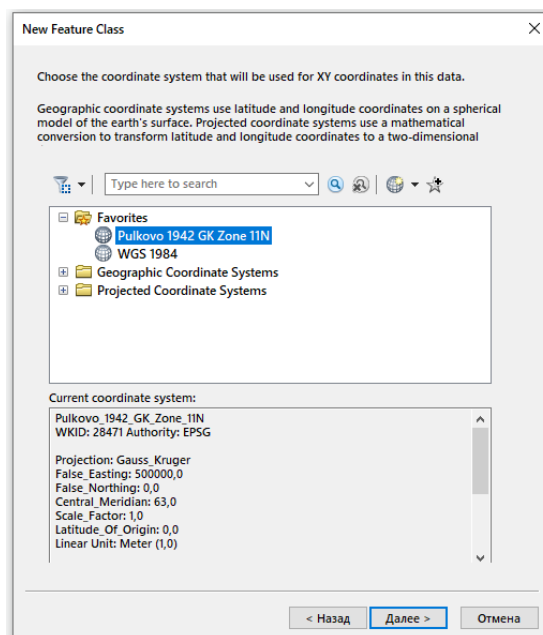 New Feature Class
Choose the coordinate system that will be used for XY coordinates in this data.
Geographic coordinate systems use latitude and longitude coordinates on a spherical
model of the earth's surface. Projected coordinate systems use a mathematical
conversion to transform latitude and longitude coordinates to a two-dimensional
Type here to search
Favorites
Pulkovo 1942 GK Zone 11N
WGS 1984
Geographic Coordinate Systems
Projected Coordinate Systems
Current coordinate system:
Pulkovo_1942_GK_Zone_11N
WKID: 28471 Authority: EPSG
Projection: Gauss_Kruger
False_Easting: 500000,0
False_Northing: 0,0
Central_Meridian: 63,0
Scale_Factor: 1,0
Latitude_Of_Origin: 0,0
Linear Unit: Meter (1,0)
< Назад Далее > Отмена